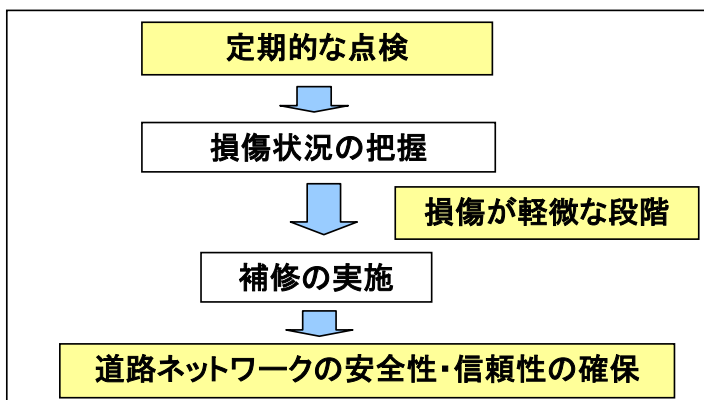 定期的な点検
損傷状況の把握
損傷が軽微な段階
補修の実施
道路ネットワークの安全性・信頼性の確保